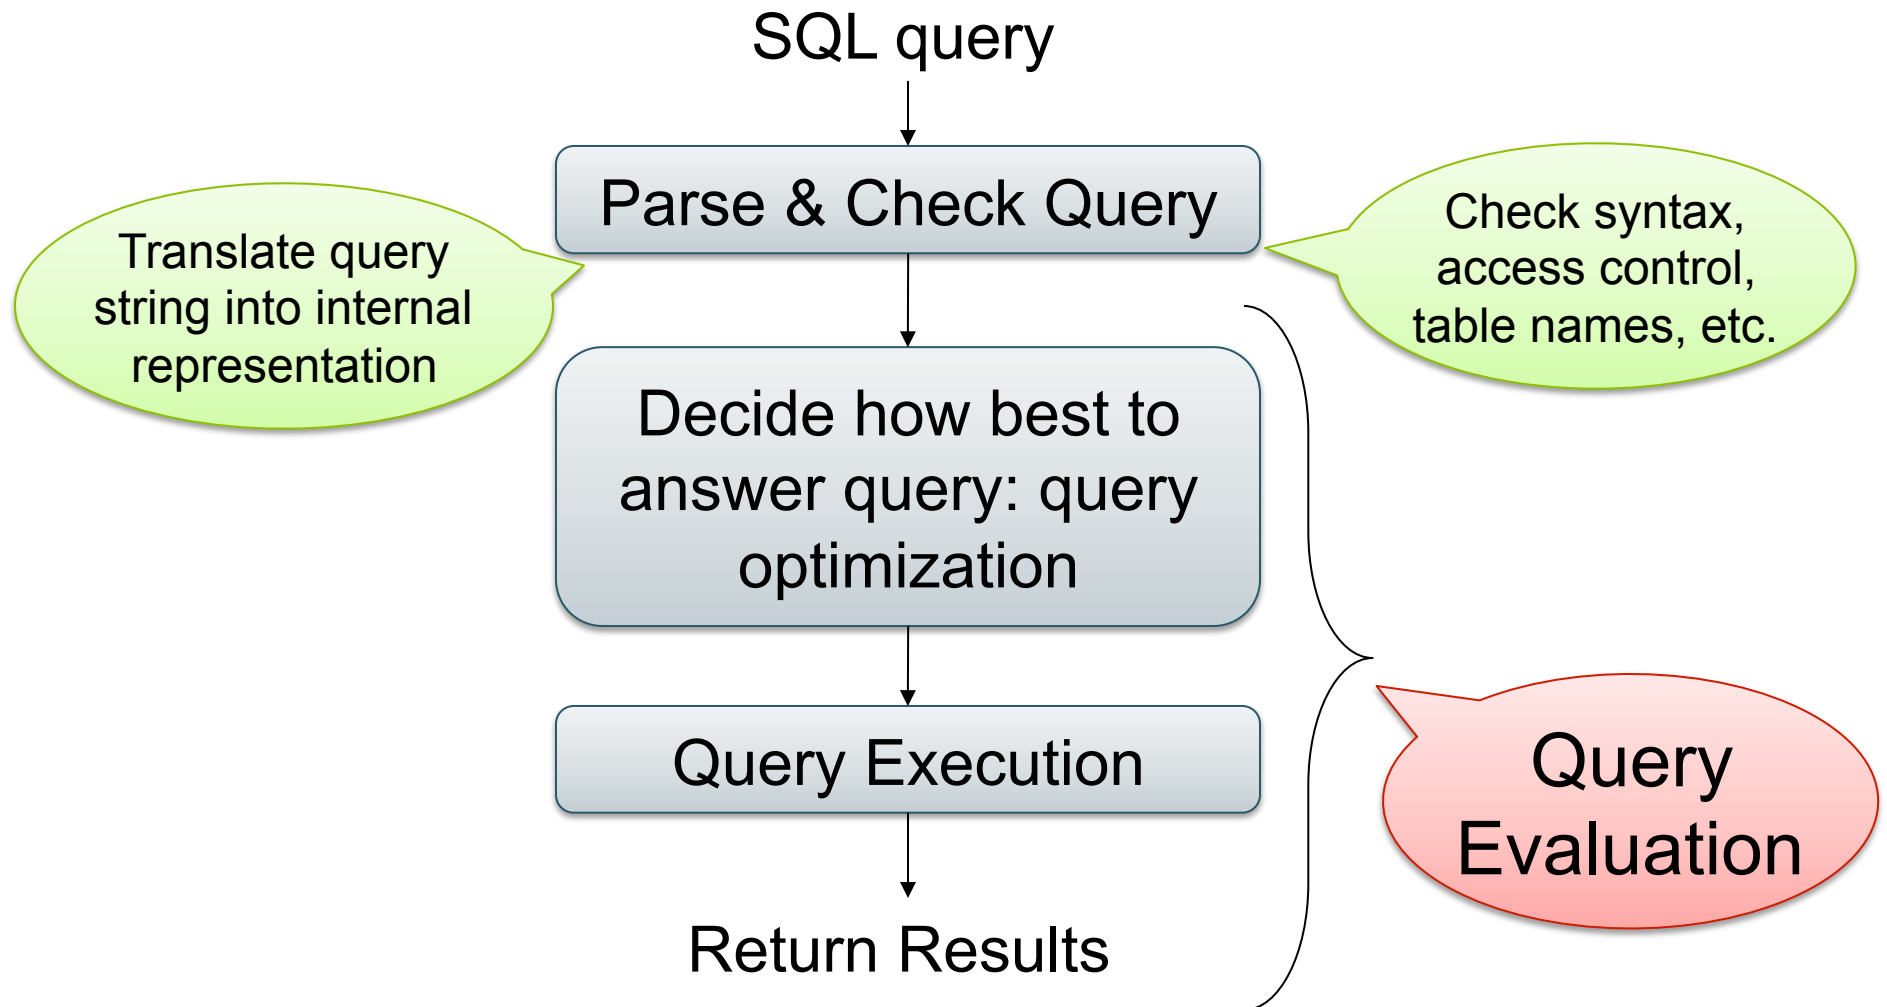 SQL query
Parse & Check Query
Translate query
string into internal
representation
Check syntax,
access control,
table names, etc.
Decide how best to
answer query: query
optimization
Query Execution
Query
Evaluation
Return Results